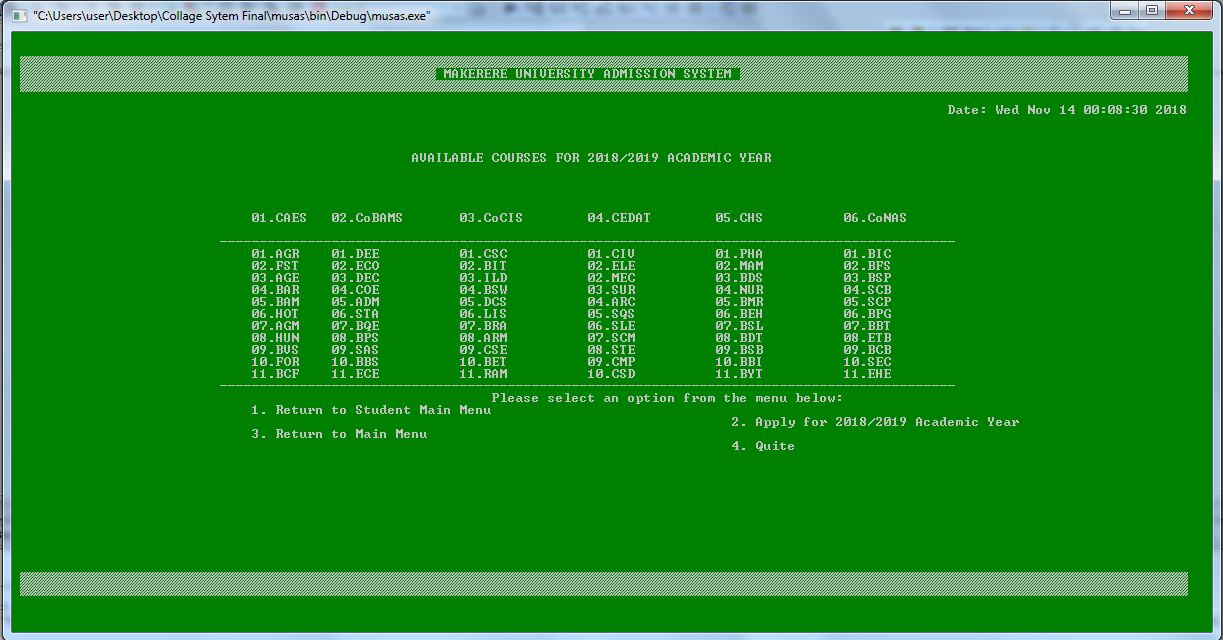 "C:\Users\user\Desktop\Collage Sytem Final\musas\bin\Debug\musas.exe"
MAKERERE UNIVERSITY ADMISSION SYSTEM
Date: Wed Nov 14 00:08:30 2018
AVAILABLE COURSES FOR 2018/2019 ACADEMIC YEAR
01.CAES 02.CoBAMS 03.CoCIS 04.CEDAT 05.CHS 06.CoNAS
01.AGR 01.DEE 01.CSC 01.CIV 01.PHA 01.BIC
02.FST 02.ECO 02.BIT 02.ELE 02.MAM 02.BFS
03.AGE 03.DEC 03.ILD 02.MEC 03.BDS 03.BSP
04.BAR 04.COE 04.BSW 03.SUR 04.NUR 04.SCB
05.BAM 05.ADM 05.DCS 04.ARC 05.BMR 05.SCP
06.HOT 06.STA 06.LIS 05.SQS 06.BEH 06.BPG
07.AGM 07.BQE 07.BRA 06.SLE 07.BSL 07.BBT
08.HUN 08.BPS 08.ARM 07.SCM 08.BDT 08.ETB
09.BVS 09.SAS 09.CSE 08.STE 09.BSB 09.BCB
10.FOR 10.BBS 10.BET 09.CMP 10.BBI 10.SEC
11.BCF 11.ECE 11.RAM 10.CSD 11.BYT 11.EHE
Please select an option from the menu below:
1. Return to Student Main Menu
2. Apply for 2018/2019 Academic Year
3. Return to Main Menu
4. Quite